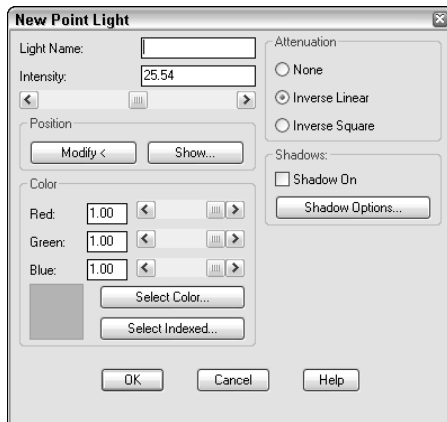 New Point Light
Light Name:
Intensity: 25.54
Position
Modify <
Show...
Color
Red: 1.00
Green: 1.00
Blue: 1.00
Select Color...
Select Indexed...
Attenuation
None
Inverse Linear
Inverse Square
Shadows:
Shadow On
Shadow Options...
OK
Cancel
Help